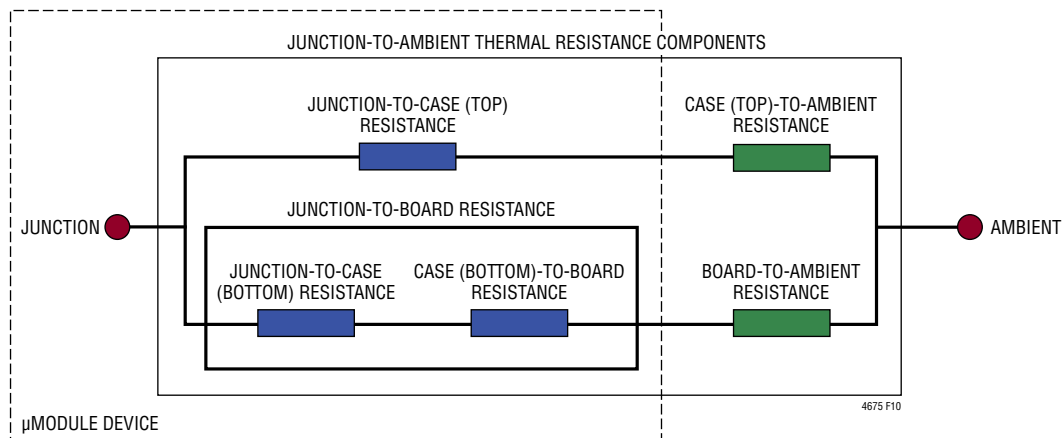 JUNCTION-TO-AMBIENT THERMAL RESISTANCE COMPONENTS
JUNCTION-TO-CASE (TOP)
RESISTANCE
CASE (TOP)-TO-AMBIENT
RESISTANCE
JUNCTION
JUNCTION-TO-BOARD RESISTANCE
AMBIENT
JUNCTION-TO-CASE
(BOTTOM) RESISTANCE
CASE (BOTTOM)-TO-BOARD
RESISTANCE
BOARD-TO-AMBIENT
RESISTANCE
4675 F10
µMODULE DEVICE